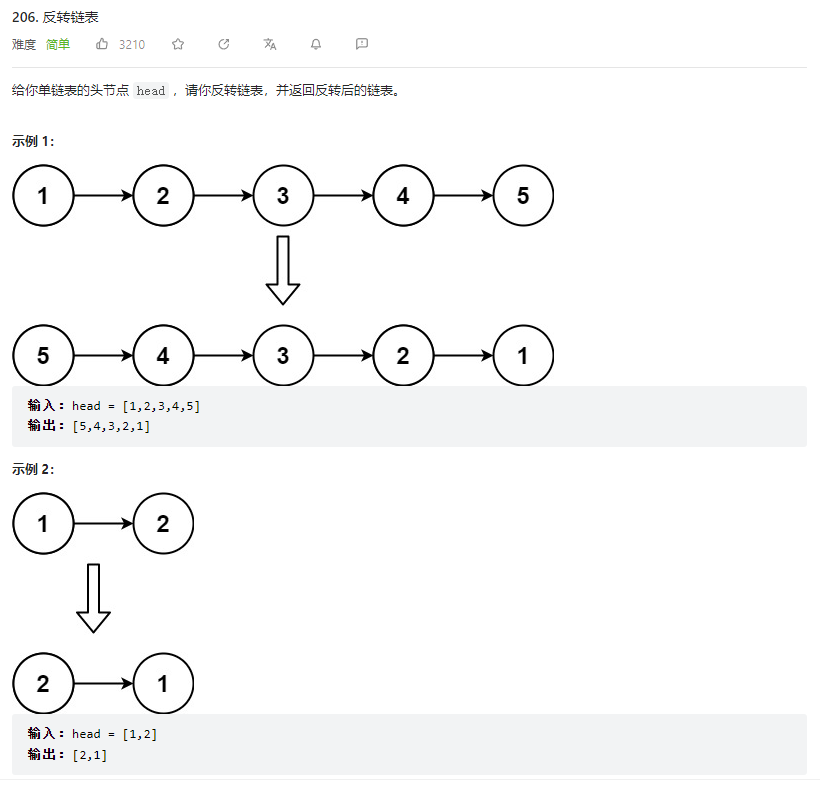 206. 反转链表
难度 简单 3210
给你单链表的头节点 head ，请你反转链表，并返回反转后的链表。
示例 1：
1 2 3 4 5
5 4 3 2 1
输入：head = [1,2,3,4,5]
输出：[5,4,3,2,1]
示例 2：
1 2
2 1
输入：head = [1,2]
输出：[2,1]